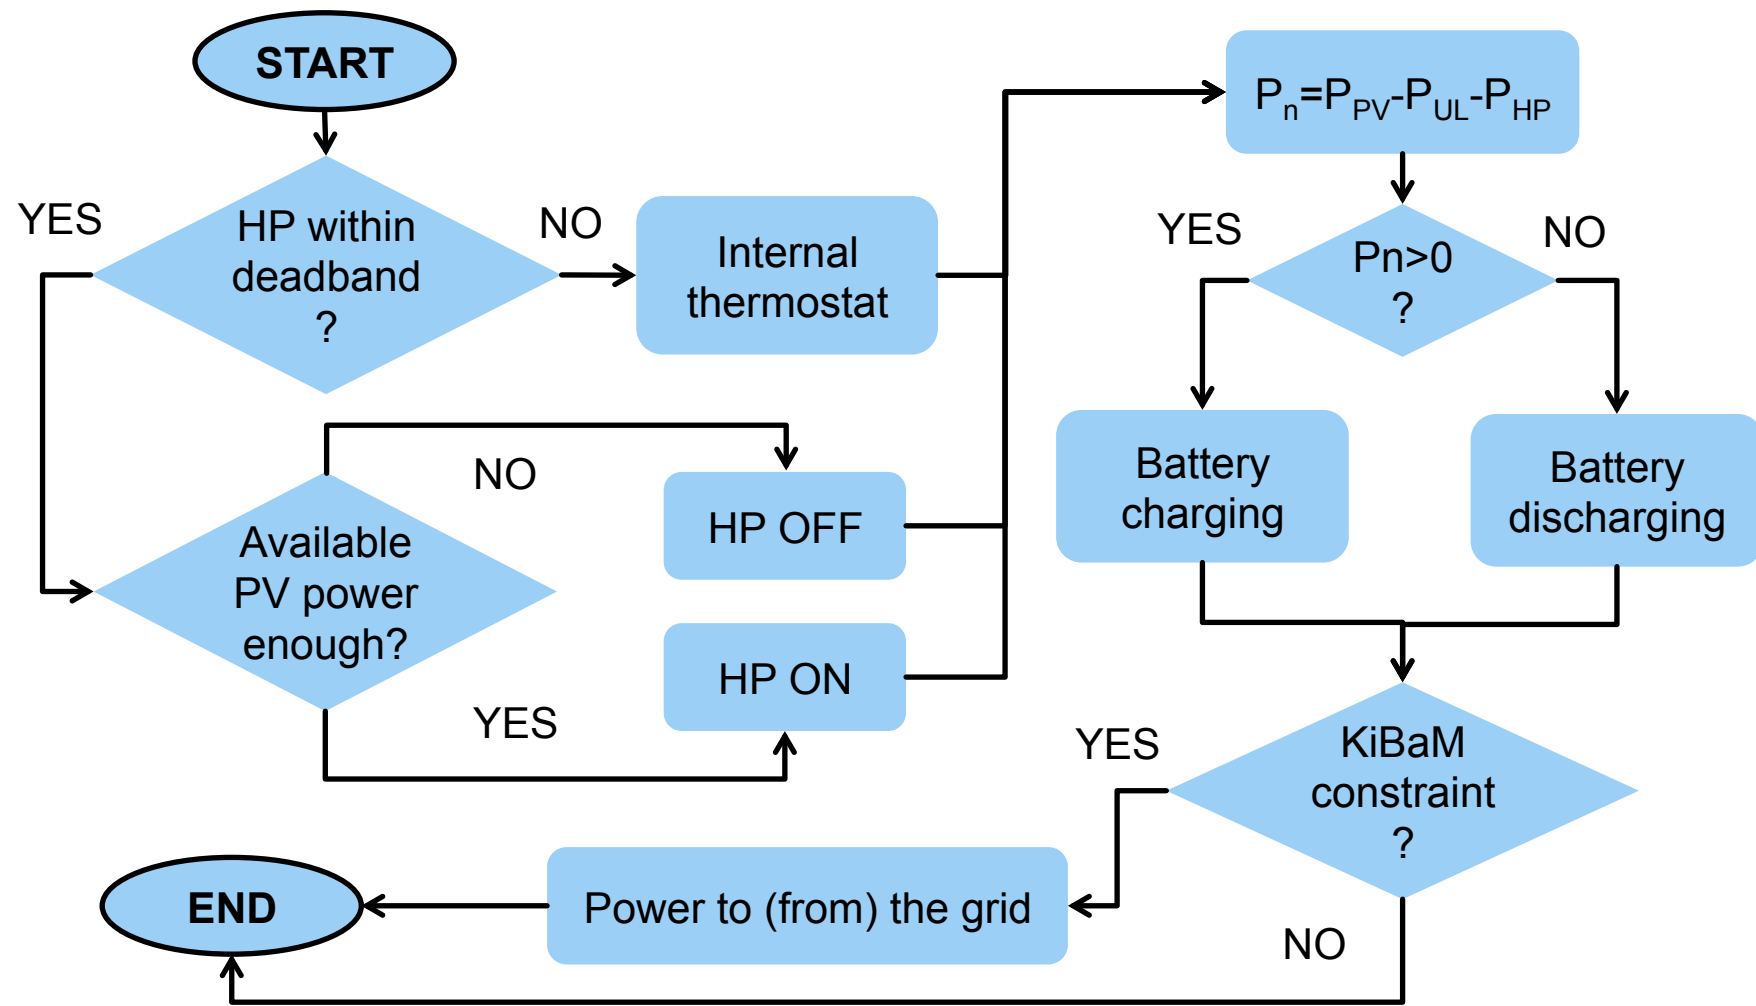 START
HP within
deadband
?
YES
NO
Internal
thermostat
Available
PV power
enough?
NO
HP OFF
YES
HP ON
Pn=PPV-PUL-PHP
Pn>0
?
YES
NO
Battery
charging
Battery
discharging
KiBaM
constraint
?
YES
NO
Power to (from) the grid
END